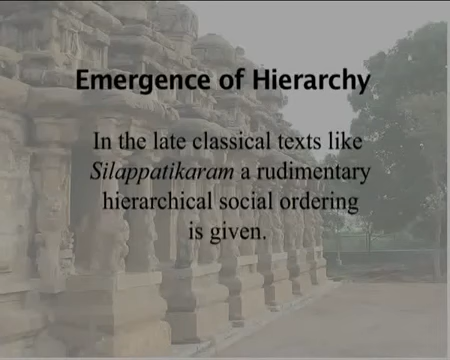 Emergence of Hierarchy
In the late classical texts like
Silappatikaram a rudimentary
hierarchical social ordering
is given.